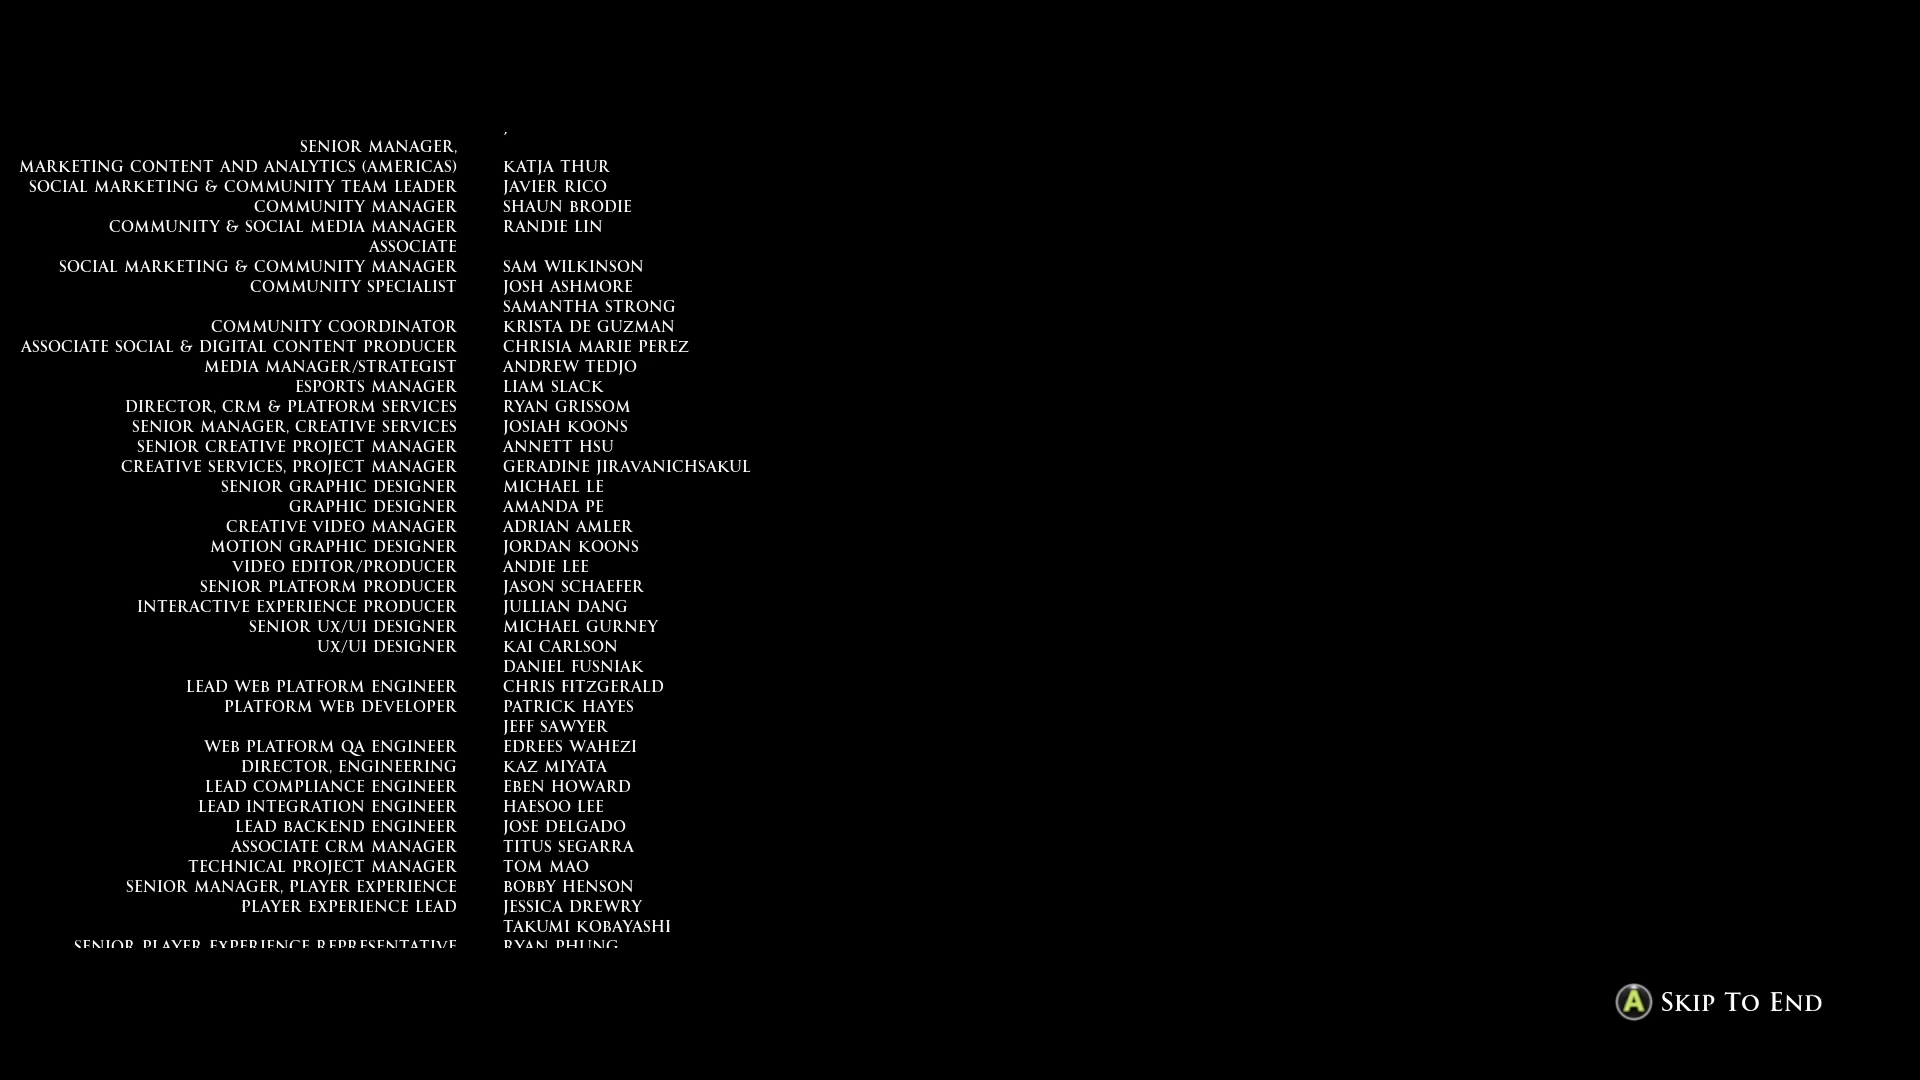 SENIOR MANAGER,
MARKETING CONTENT AND ANALYTICS (AMERICAS) KATJA THUR
SOCIAL MARKETING & COMMUNITY TEAM LEADER JAVIER RICO
COMMUNITY MANAGER SHAUN BRODIE
COMMUNITY & SOCIAL MEDIA MANAGER RANDIE LIN
ASSOCIATE
SOCIAL MARKETING & COMMUNITY MANAGER SAM WILKINSON
COMMUNITY SPECIALIST JOSH ASHMORE
SAMANTHA STRONG
COMMUNITY COORDINATOR KRISTA DE GUZMAN
ASSOCIATE SOCIAL & DIGITAL CONTENT PRODUCER CHRISIA MARIE PEREZ
MEDIA MANAGER/STRATEGIST ANDREW TEDJO
ESPORTS MANAGER LIAM SLACK
DIRECTOR, CRM & PLATFORM SERVICES RYAN GRISSOM
SENIOR MANAGER, CREATIVE SERVICES JOSIAH KOONS
SENIOR CREATIVE PROJECT MANAGER ANNETT HSU
CREATIVE SERVICES, PROJECT MANAGER GERADINE JIRAVANICHSAKUL
SENIOR GRAPHIC DESIGNER MICHAEL LE
GRAPHIC DESIGNER AMANDA PE
CREATIVE VIDEO MANAGER ADRIAN AMLER
MOTION GRAPHIC DESIGNER JORDAN KOONS
VIDEO EDITOR/PRODUCER ANDIE LEE
SENIOR PLATFORM PRODUCER JASON SCHAEFER
INTERACTIVE EXPERIENCE PRODUCER JULLIAN DANG
SENIOR UX/UI DESIGNER MICHAEL GURNEY
UX/UI DESIGNER KAI CARLSON
DANIEL FUSNIAK
LEAD WEB PLATFORM ENGINEER CHRIS FITZGERALD
PLATFORM WEB DEVELOPER PATRICK HAYES
JEFF SAWYER
WEB PLATFORM QA ENGINEER EDREES WAHEZI
DIRECTOR, ENGINEERING KAZ MIYATA
LEAD COMPLIANCE ENGINEER EBEN HOWARD
LEAD INTEGRATION ENGINEER HAESOO LEE
LEAD BACKEND ENGINEER JOSE DELGADO
ASSOCIATE CRM MANAGER TITUS SEGARRA
TECHNICAL PROJECT MANAGER TOM MAO
SENIOR MANAGER, PLAYER EXPERIENCE BOBBY HENSON
PLAYER EXPERIENCE LEAD JESSICA DREWRY
TAKUMI KOBAYASHI
SENIOR PLAYER EXPERIENCE REPRESENTATIVE RYAN PHUNG
A SKIP TO END